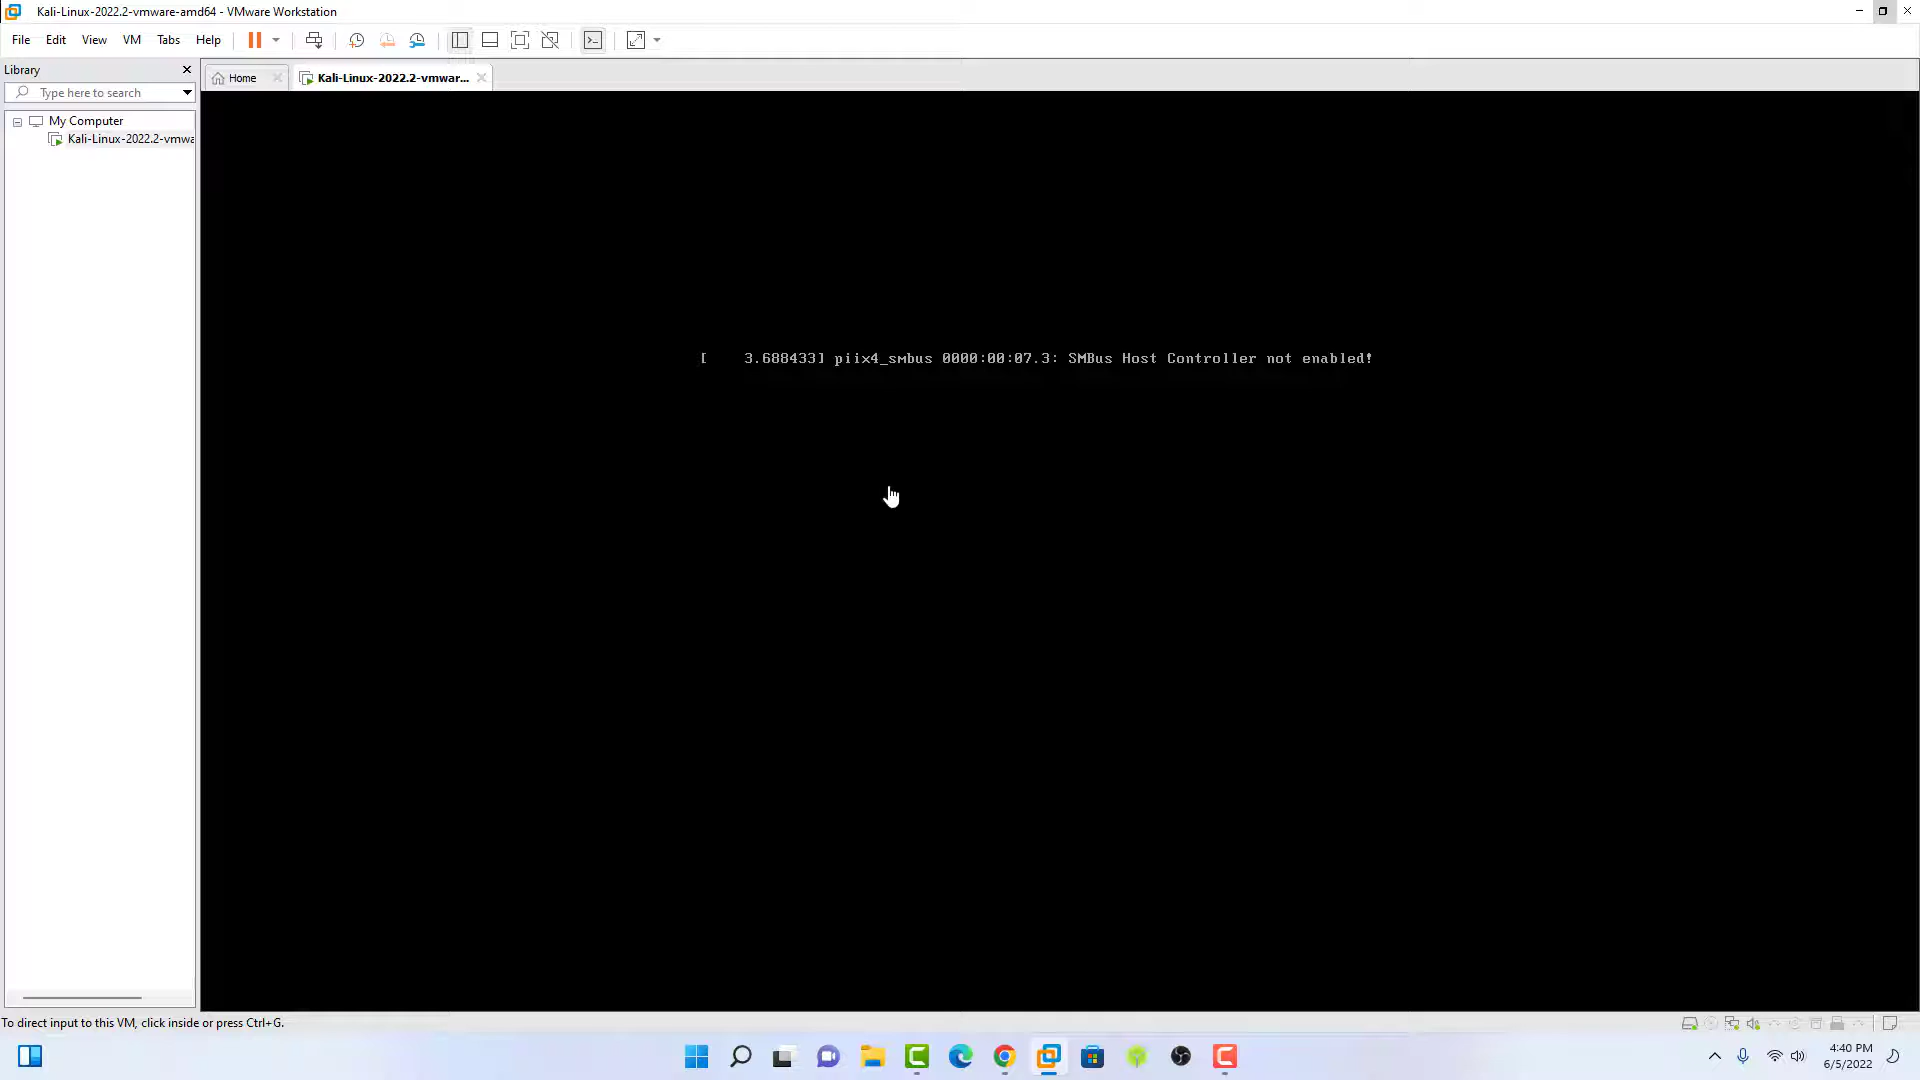 Kali-Linux-2022.2-vmware-amd64 - VMware Workstation
File Edit View VM Tabs Help
Library
Home
Kali-Linux-2022.2-vmwar...
Type here to search
My Computer
Kali-Linux-2022.2-vmwa
[    3.688433] piix4_smbus 0000:00:07.3: SMBus Host Controller not enabled!
To direct input to this VM, click inside or press Ctrl+G.
4:40 PM
6/5/2022